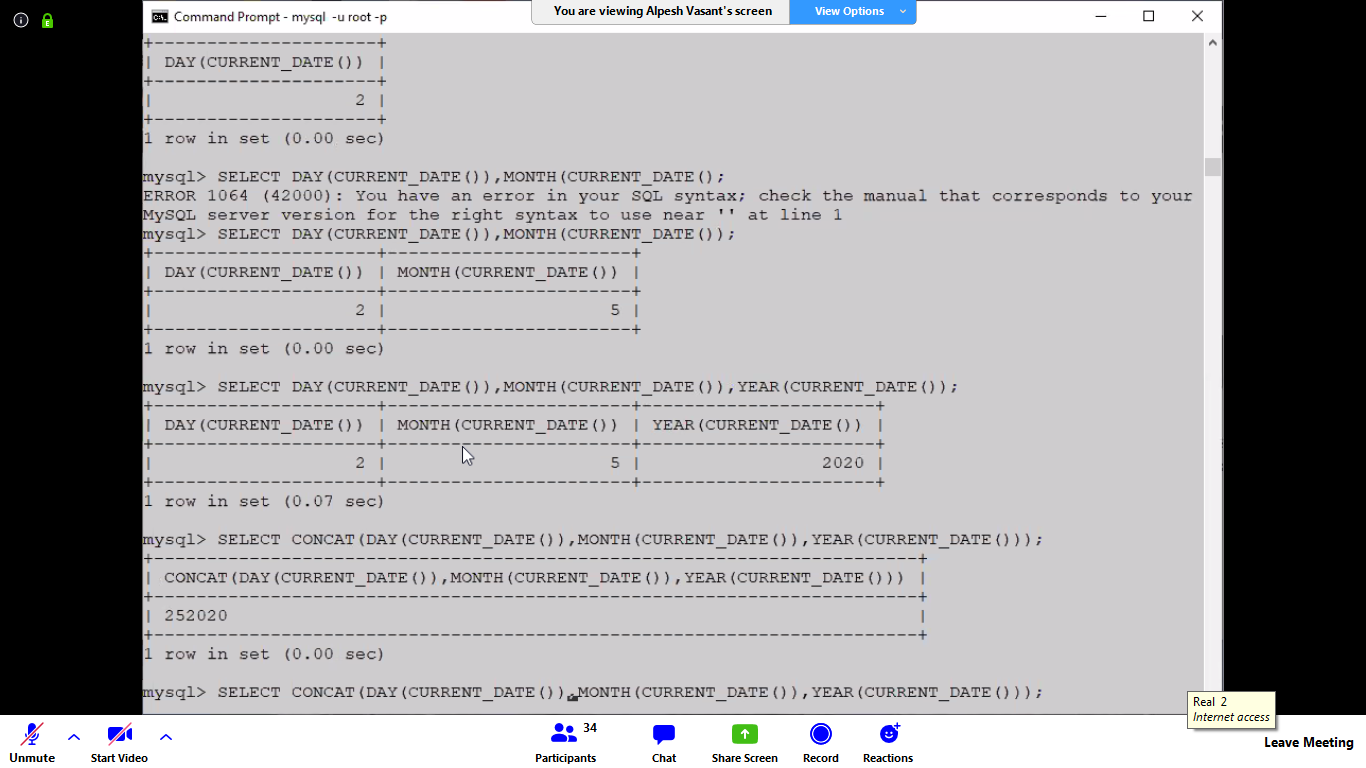 Command Prompt - mysql -u root -p
You are viewing Alpesh Vasant's screen
View Options
+----------------------+
| DAY(CURRENT_DATE()) |
+----------------------+
| 2 |
+----------------------+
1 row in set (0.00 sec)
mysql> SELECT DAY(CURRENT_DATE()),MONTH(CURRENT_DATE();
ERROR 1064 (42000): You have an error in your SQL syntax; check the manual that corresponds to your
MySQL server version for the right syntax to use near '' at line 1
mysql> SELECT DAY(CURRENT_DATE()),MONTH(CURRENT_DATE());
+---------------------+-----------------------+
| DAY(CURRENT_DATE()) | MONTH(CURRENT_DATE()) |
+---------------------+-----------------------+
| 2 | 5 |
+---------------------+-----------------------+
1 row in set (0.00 sec)
mysql> SELECT DAY(CURRENT_DATE()),MONTH(CURRENT_DATE()),YEAR(CURRENT_DATE());
+---------------------+-----------------------+----------------------+
| DAY(CURRENT_DATE()) | MONTH(CURRENT_DATE()) | YEAR(CURRENT_DATE()) |
+---------------------+-----------------------+----------------------+
| 2 | 5 | 2020 |
+---------------------+-----------------------+----------------------+
1 row in set (0.07 sec)
mysql> SELECT CONCAT(DAY(CURRENT_DATE()),MONTH(CURRENT_DATE()),YEAR(CURRENT_DATE()));
+------------------------------------------------------------------------+
| CONCAT(DAY(CURRENT_DATE()),MONTH(CURRENT_DATE()),YEAR(CURRENT_DATE())) |
+------------------------------------------------------------------------+
| 252020 |
+------------------------------------------------------------------------+
1 row in set (0.00 sec)
mysql> SELECT CONCAT(DAY(CURRENT_DATE()),MONTH(CURRENT_DATE()),YEAR(CURRENT_DATE()));
Real 2
Internet access
34
Unmute
Start Video
Participants
Chat
Share Screen
Record
Reactions
Leave Meeting